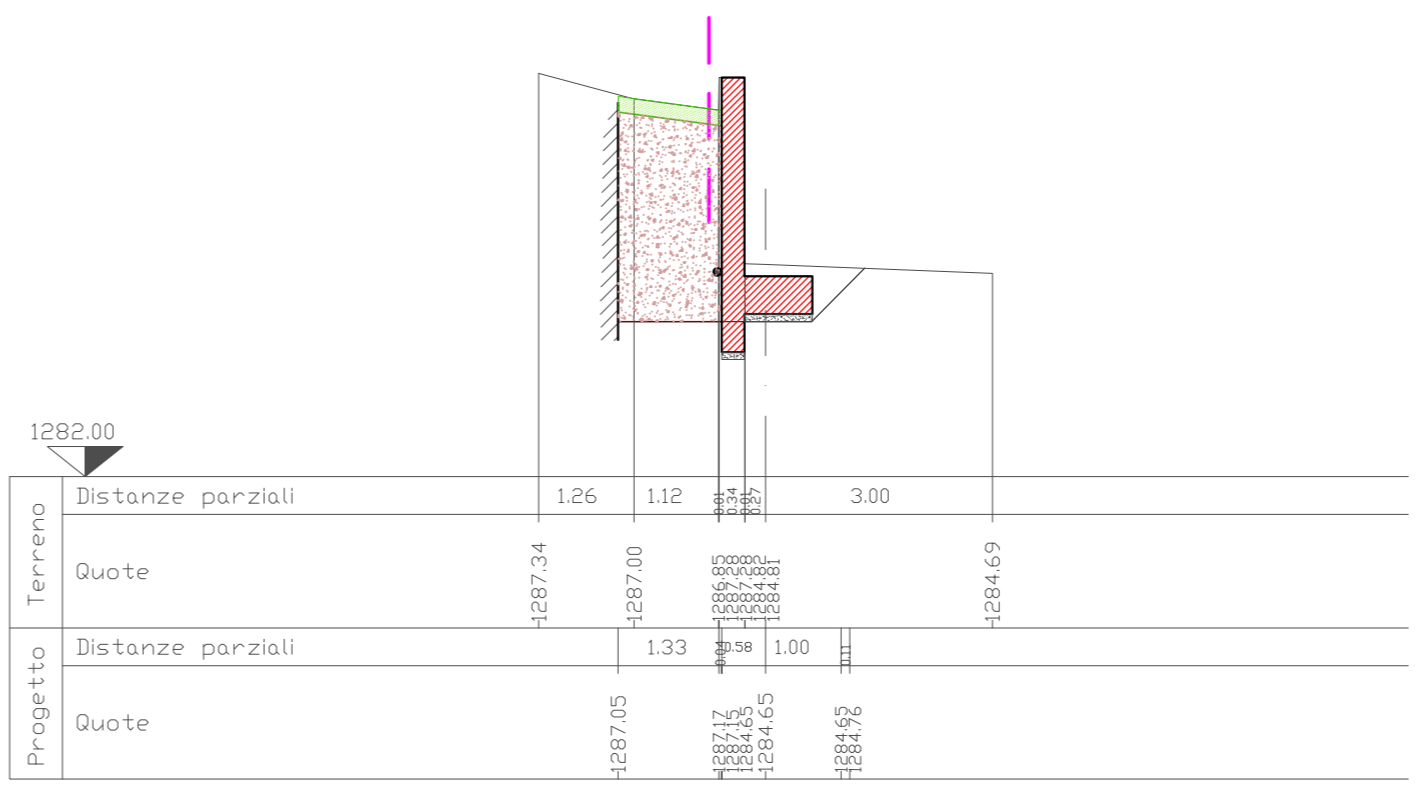 1282.00
Terreno
Distanze parziali
1.26 1.12 0.01 0.34 0.01 0.27 3.00
Quote
1287.34 1287.00 1286.85 1287.28 1287.28 1284.82 1284.81 1284.69
Progetto
Distanze parziali
1.33 0.04 0.58 1.00 0.11
Quote
1287.05 1287.17 1287.15 1284.65 1284.65 1284.65 1284.76